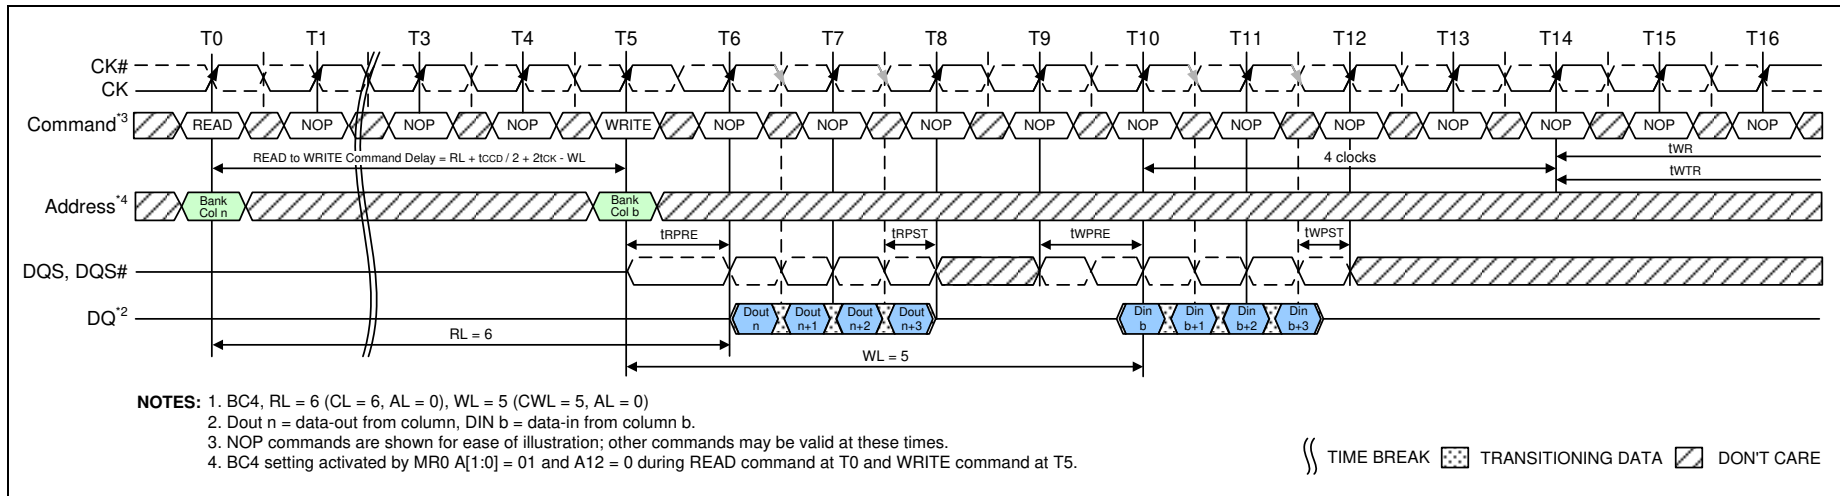 T0 T1 T3 T4 T5 T6 T7 T8 T9 T10 T11 T12 T13 T14 T15 T16
CK#
CK
Command*3 READ NOP NOP NOP WRITE NOP NOP NOP NOP NOP NOP NOP NOP NOP NOP NOP
READ to WRITE Command Delay = RL + tCCD / 2 + 2tCK - WL 4 clocks tWR
tWTR
Address*4 Bank Col n Bank Col b
tRPRE tRPST tWPRE tWPST
DQS, DQS#
DQ*2 Dout n Dout n+1 Dout n+2 Dout n+3 Din b Din b+1 Din b+2 Din b+3
RL = 6
WL = 5
NOTES: 1. BC4, RL = 6 (CL = 6, AL = 0), WL = 5 (CWL = 5, AL = 0)
2. Dout n = data-out from column, DIN b = data-in from column b.
3. NOP commands are shown for ease of illustration; other commands may be valid at these times.
4. BC4 setting activated by MR0 A[1:0] = 01 and A12 = 0 during READ command at T0 and WRITE command at T5.
TIME BREAK TRANSITIONING DATA DON'T CARE